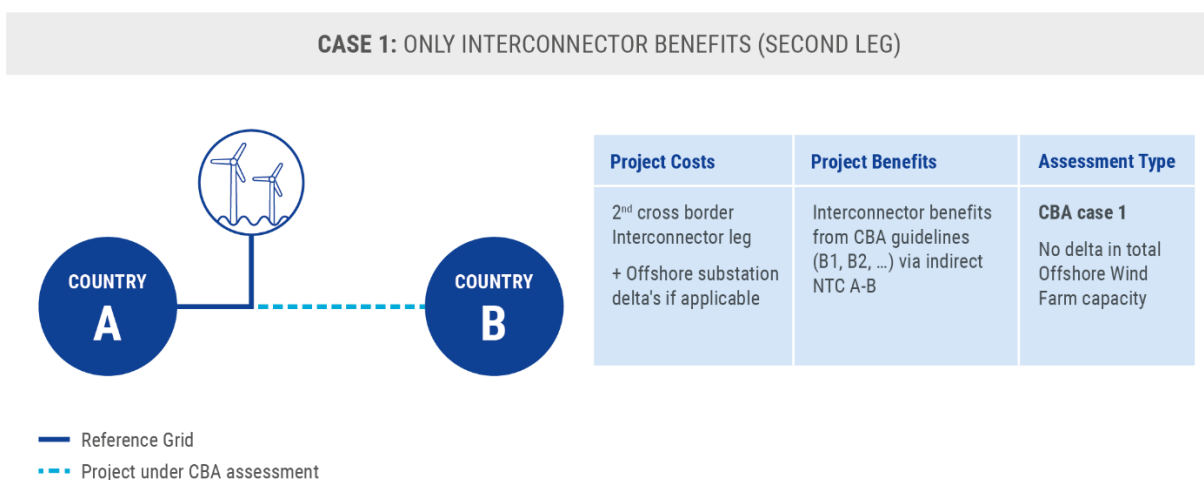 CASE 1: ONLY INTERCONNECTOR BENEFITS (SECOND LEG)
COUNTRY
A
COUNTRY
B
Project Costs
Project Benefits
Assessment Type
2nd cross border
Interconnector leg
+ Offshore substation
delta's if applicable
Interconnector benefits
from CBA guidelines
(B1, B2, ...) via indirect
NTC A-B
CBA case 1
No delta in total
Offshore Wind
Farm capacity
Reference Grid
Project under CBA assessment